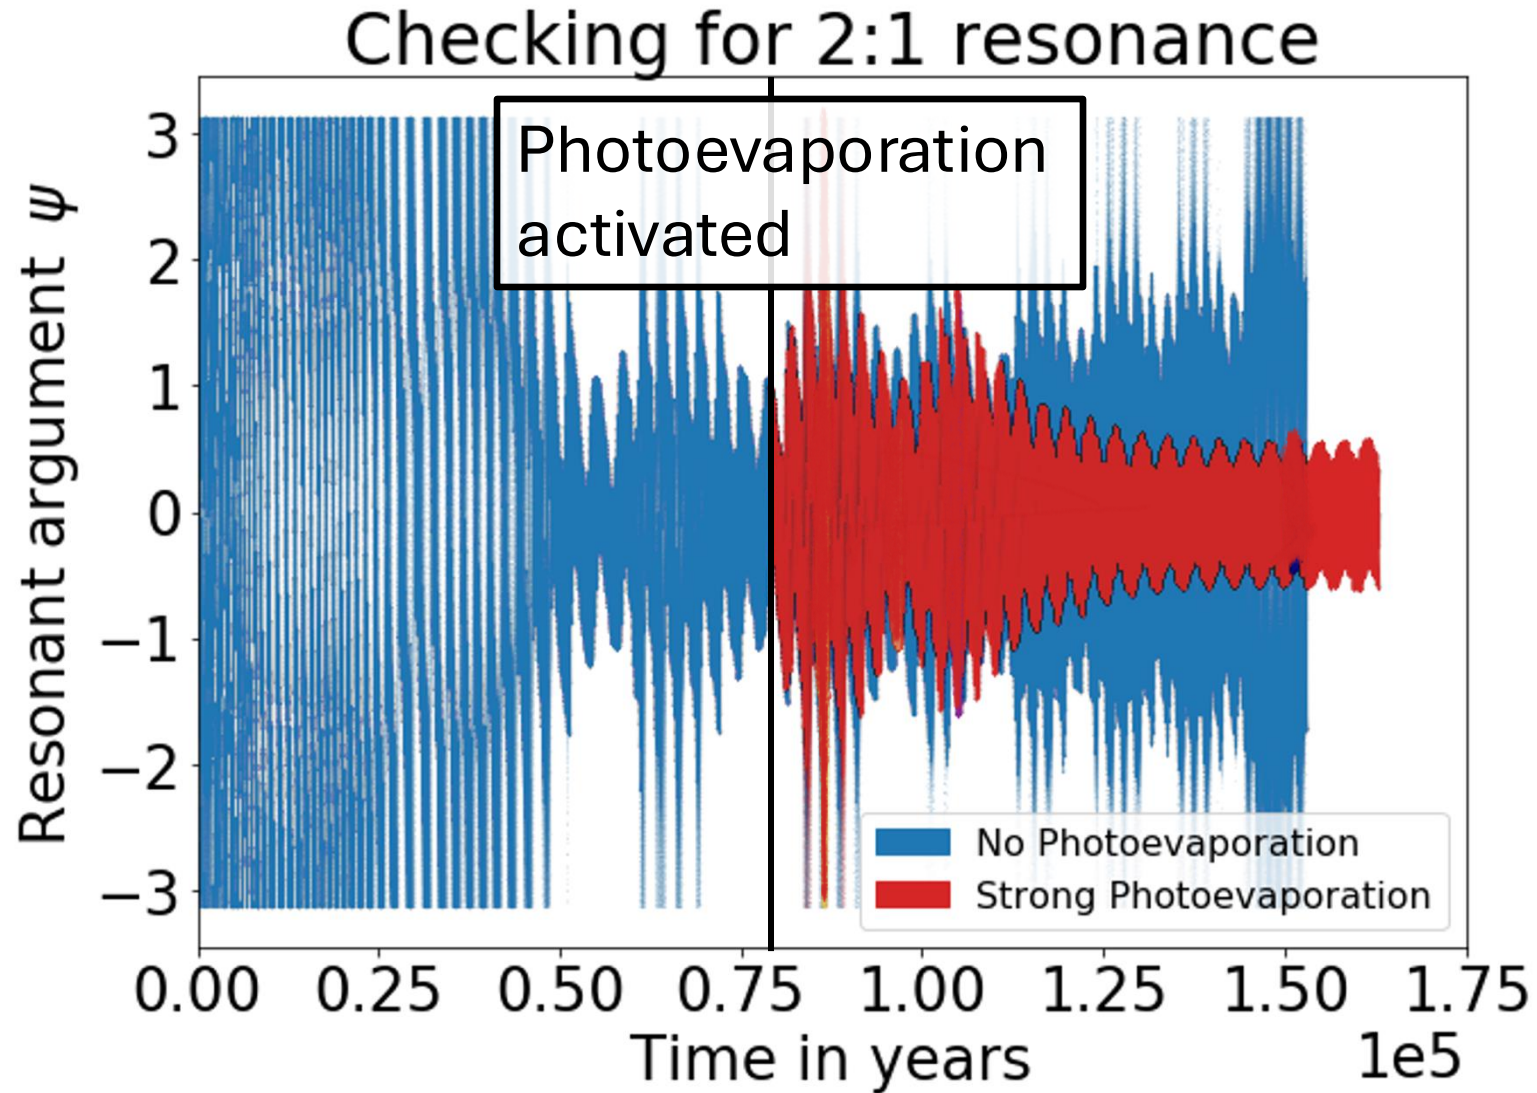 Checking for 2:1 resonance
Photoevaporation
activated
Resonant argument ψ
3
2
1
0
−1
−2
−3
No Photoevaporation
Strong Photoevaporation
0.00 0.25 0.50 0.75 1.00 1.25 1.50 1.75
1e5
Time in years